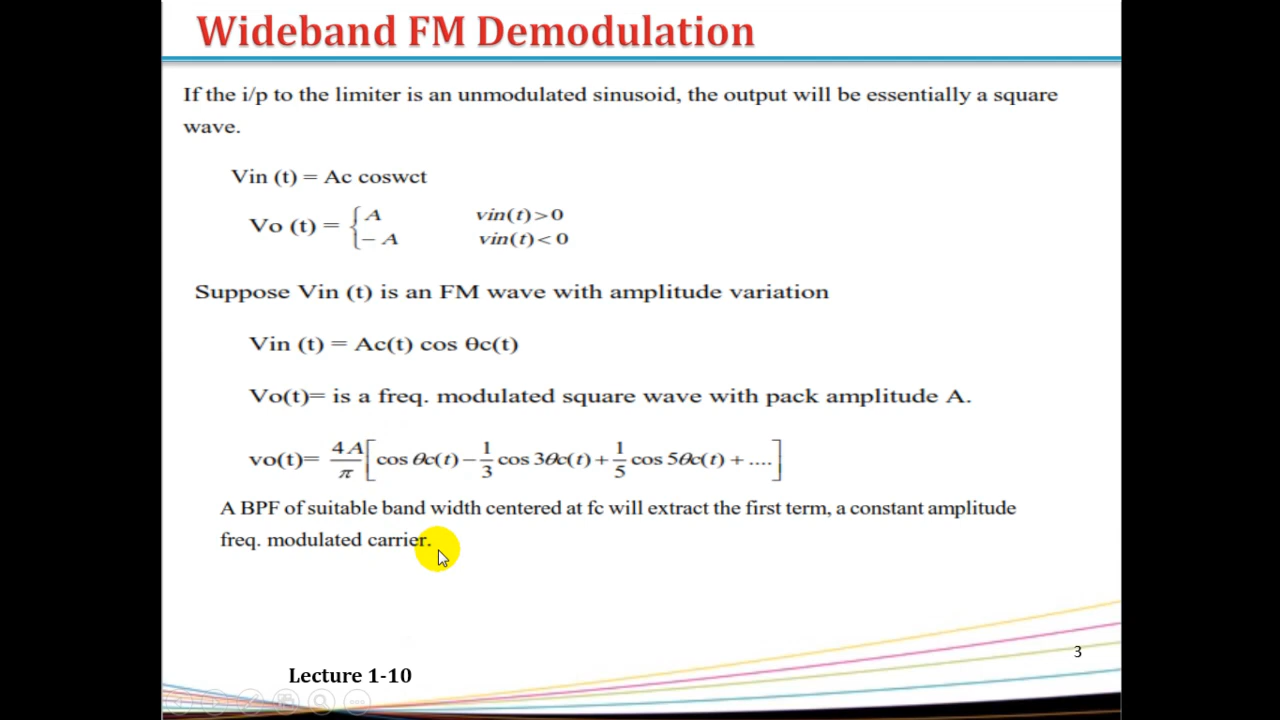 Wideband FM Demodulation
If the i/p to the limiter is an unmodulated sinusoid, the output will be essentially a square
wave.
Vin (t) = Ac coswct
Vo (t) = { A vin(t)>0
− A vin(t)<0
Suppose Vin (t) is an FM wave with amplitude variation
Vin (t) = Ac(t) cos θc(t)
Vo(t)= is a freq. modulated square wave with pack amplitude A.
vo(t)= 4A/π [cos θc(t) − 1/3 cos 3θc(t) + 1/5 cos 5θc(t) + ....]
A BPF of suitable band width centered at fc will extract the first term, a constant amplitude
freq. modulated carrier.
3
Lecture 1-10